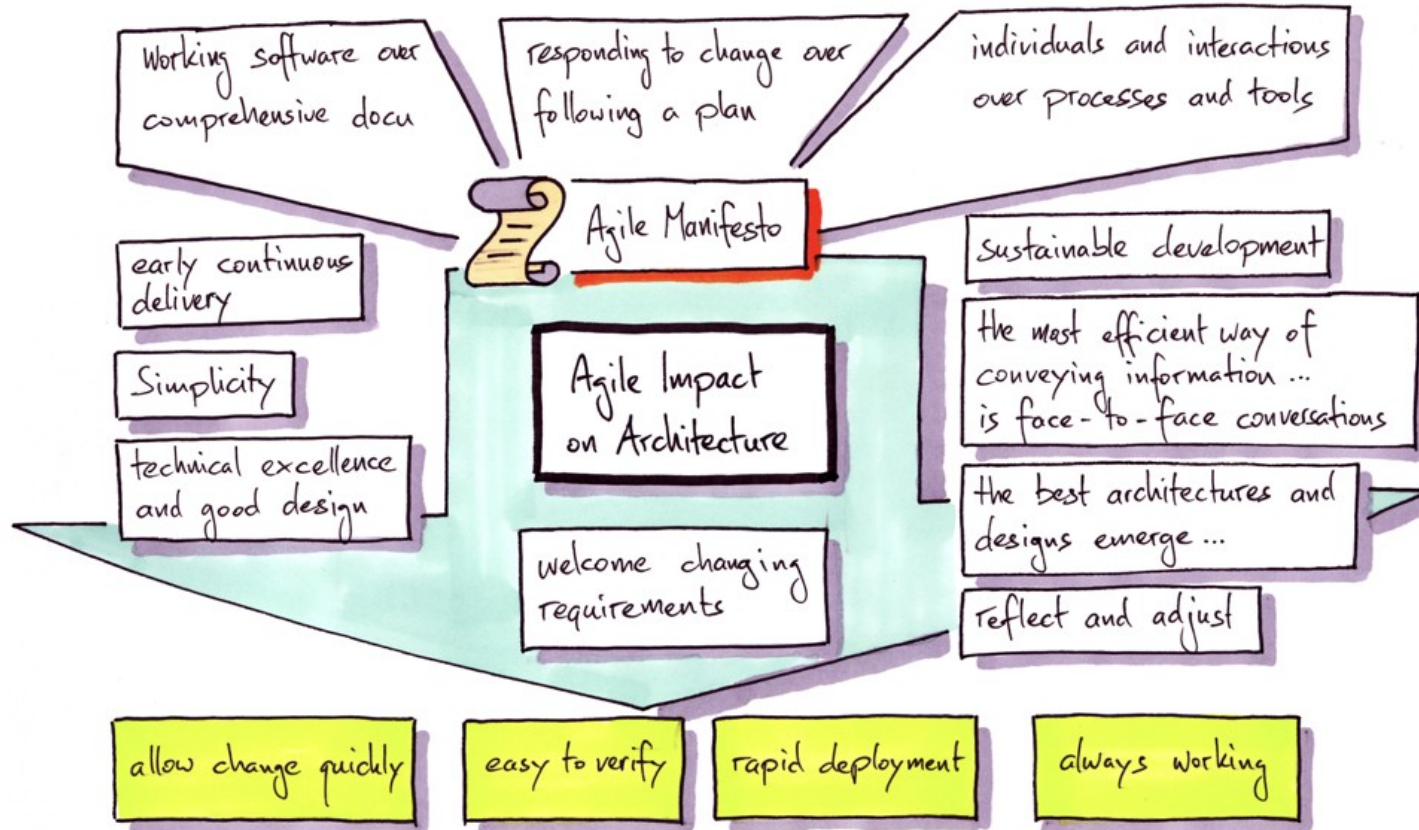 Working software over
comprehensive docu
responding to change over
following a plan
individuals and interactions
over processes and tools
Agile Manifesto
early continuous
delivery
Simplicity
technical excellence
and good design
Agile Impact
on Architecture
welcome changing
requirements
sustainable development
the most efficient way of
conveying information ...
is face-to-face conversations
the best architectures and
designs emerge ...
reflect and adjust
allow change quickly
easy to verify
rapid deployment
always working